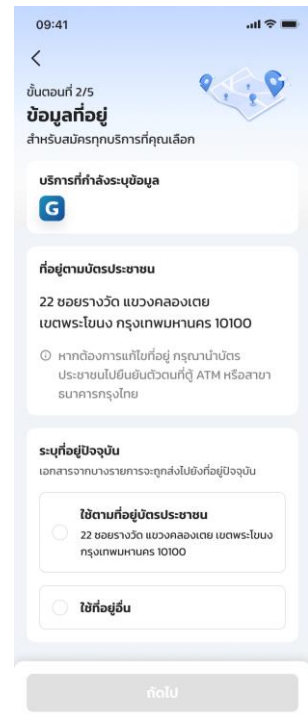 09:41
ขั้นตอนที่ 2/5
ข้อมูลที่อยู่
สำหรับสมัครทุกบริการที่คุณเลือก
บริการที่กำลังระบุข้อมูล
G
ที่อยู่ตามบัตรประชาชน
22 ซอยรางวัด แขวงคลองเตย
เขตพระโขนง กรุงเทพมหานคร 10100
หากต้องการแก้ไขที่อยู่ กรุณานำบัตร
ประชาชนไปยืนยันตัวตนที่ตู้ ATM หรือสาขา
ธนาคารกรุงไทย
ระบุที่อยู่ปัจจุบัน
เอกสารจากบางรายการจะถูกส่งไปยังที่อยู่ปัจจุบัน
ใช้ตามที่อยู่บัตรประชาชน
22 ซอยรางวัด แขวงคลองเตย เขตพระโขนง
กรุงเทพมหานคร 10100
ใช้ที่อยู่อื่น
ถัดไป